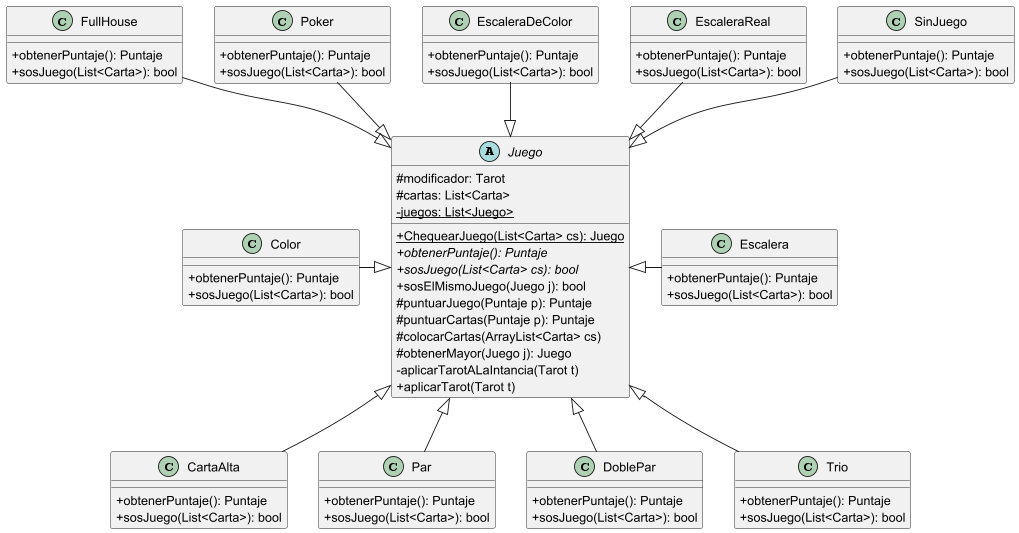 C FullHouse
+obtenerPuntaje(): Puntaje
+sosJuego(List<Carta>): bool
C Poker
+obtenerPuntaje(): Puntaje
+sosJuego(List<Carta>): bool
C EscaleraDeColor
+obtenerPuntaje(): Puntaje
+sosJuego(List<Carta>): bool
C EscaleraReal
+obtenerPuntaje(): Puntaje
+sosJuego(List<Carta>): bool
C SinJuego
+obtenerPuntaje(): Puntaje
+sosJuego(List<Carta>): bool
A Juego
#modificador: Tarot
#cartas: List<Carta>
-juegos: List<Juego>
+ChequearJuego(List<Carta> cs): Juego
+obtenerPuntaje(): Puntaje
+sosJuego(List<Carta> cs): bool
+sosElMismoJuego(Juego j): bool
#puntuarJuego(Puntaje p): Puntaje
#puntuarCartas(Puntaje p): Puntaje
#colocarCartas(ArrayList<Carta> cs)
#obtenerMayor(Juego j): Juego
-aplicarTarotALaIntancia(Tarot t)
+aplicarTarot(Tarot t)
C Color
+obtenerPuntaje(): Puntaje
+sosJuego(List<Carta>): bool
C Escalera
+obtenerPuntaje(): Puntaje
+sosJuego(List<Carta>): bool
C CartaAlta
+obtenerPuntaje(): Puntaje
+sosJuego(List<Carta>): bool
C Par
+obtenerPuntaje(): Puntaje
+sosJuego(List<Carta>): bool
C DoblePar
+obtenerPuntaje(): Puntaje
+sosJuego(List<Carta>): bool
C Trio
+obtenerPuntaje(): Puntaje
+sosJuego(List<Carta>): bool